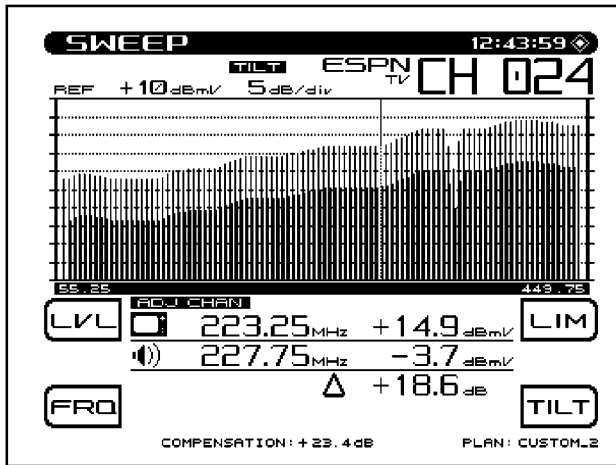 SWEEP 12:43:59
TILT ESPN TV CH 024
REF +10dBmV 5dB/div
55.25 449.75
ADJ CHAN
LVL 223.25MHz +14.9dBmV LIM
227.75MHz -3.7dBmV
Δ +18.6dB
FRQ TILT
COMPENSATION:+23.4dB PLAN: CUSTOM_2